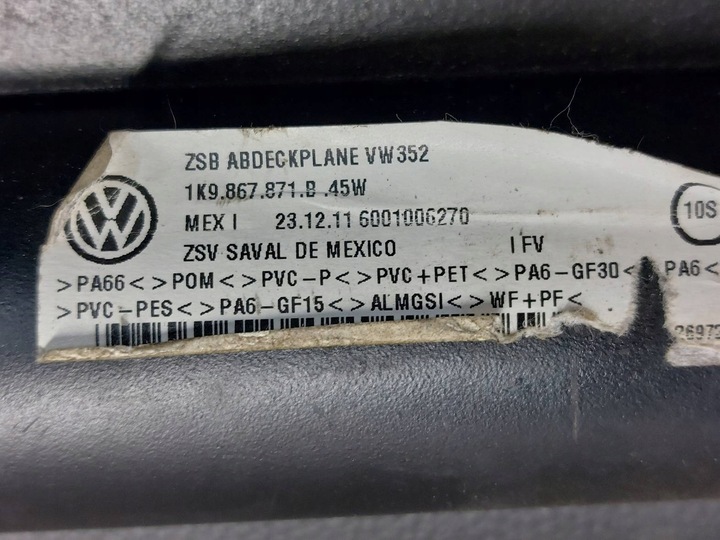 ZSB ABDECKPLANE VW352
1K9.867.871.B .45W
MEX I 23.12.11 6001006270
10S
ZSV SAVAL DE MEXICO I FV
>PA66< >POM< >PVC-P< >PVC+PET< >PA6-GF30< >PA6<
>PVC-PES< >PA6-GF15< >ALMGSI< >WF+PF<